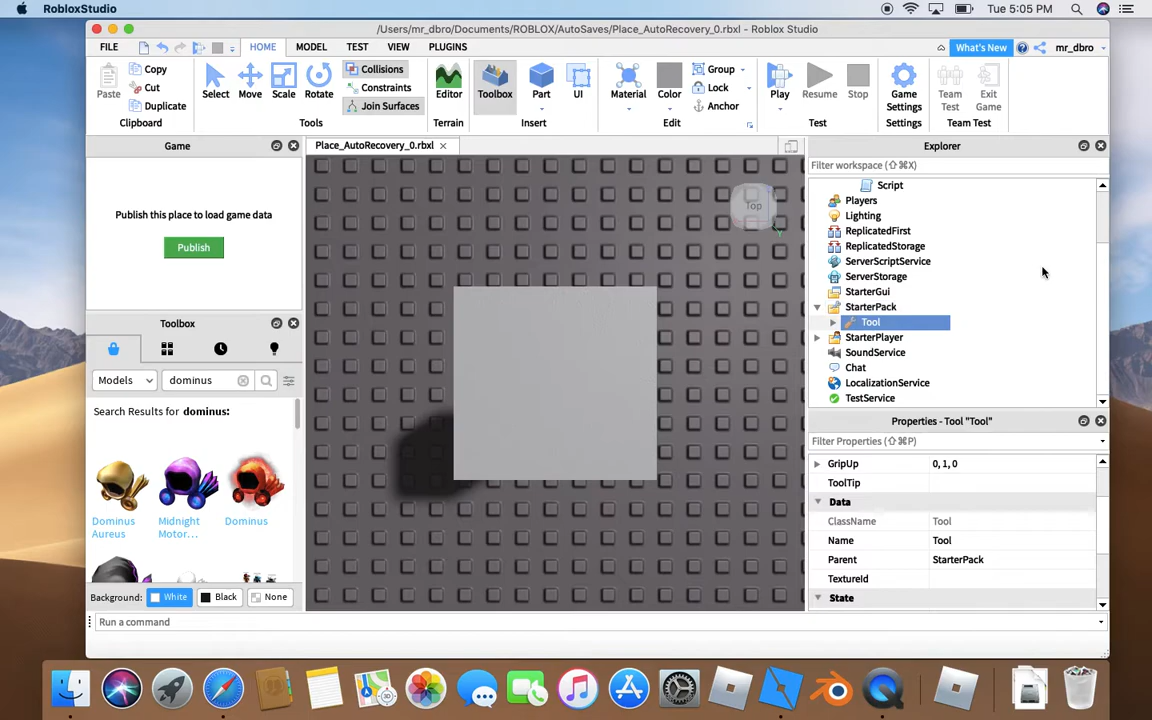 RobloxStudio
Tue 5:05 PM
/Users/mr_dbro/Documents/ROBLOX/AutoSaves/Place_AutoRecovery_0.rbxl - Roblox Studio
FILE HOME MODEL TEST VIEW PLUGINS What's New mr_dbro
Paste Copy Cut Duplicate Clipboard
Select Move Scale Rotate Tools
Collisions
Constraints
Join Surfaces
Editor Terrain
Toolbox Part UI Insert
Material Color Group Lock Anchor Edit
Play Resume Stop Test
Game Settings Settings
Team Test Exit Game Team Test
Game
Publish this place to load game data
Publish
Toolbox
Models dominus
Search Results for dominus:
Dominus Aureus
Midnight Motor...
Dominus
Background: White Black None
Place_AutoRecovery_0.rbxl
Top
Y
Explorer
Filter workspace (⇧⌘X)
Script
Players
Lighting
ReplicatedFirst
ReplicatedStorage
ServerScriptService
ServerStorage
StarterGui
StarterPack
Tool
StarterPlayer
SoundService
Chat
LocalizationService
TestService
Properties - Tool "Tool"
Filter Properties (⇧⌘P)
GripUp 0, 1, 0
ToolTip
Data
ClassName Tool
Name Tool
Parent StarterPack
TextureId
State
Run a command